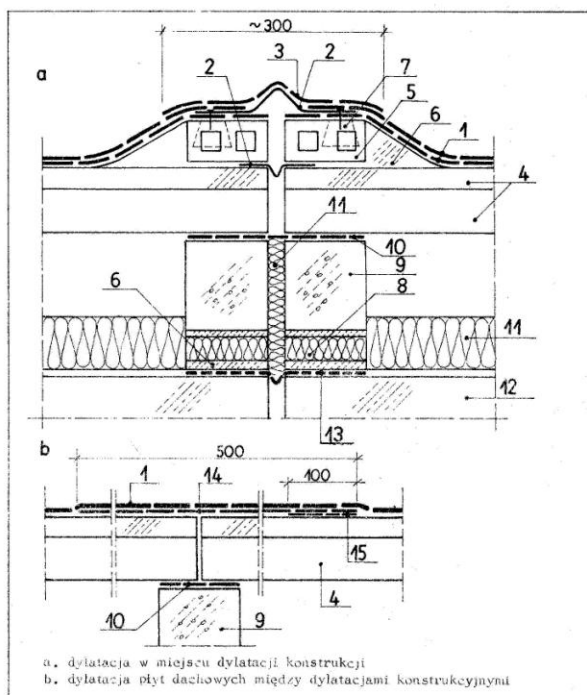 ~300
2 3 2 7
a 5
6
1
4
11
10
9
6 8
11
12
13
b 500
1 14 100
15
4
10 9
a. dylatacja w miejscu dylatacji konstrukcji
b. dylatacja płyt dachowych między dylatacjami konstrukcyjnymi